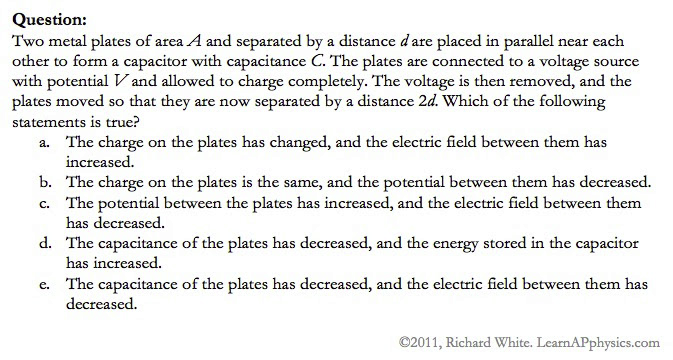 Question:
Two metal plates of area A and separated by a distance d are placed in parallel near each
other to form a capacitor with capacitance C. The plates are connected to a voltage source
with potential V and allowed to charge completely. The voltage is then removed, and the
plates moved so that they are now separated by a distance 2d. Which of the following
statements is true?
a. The charge on the plates has changed, and the electric field between them has
increased.
b. The charge on the plates is the same, and the potential between them has decreased.
c. The potential between the plates has increased, and the electric field between them
has decreased.
d. The capacitance of the plates has decreased, and the energy stored in the capacitor
has increased.
e. The capacitance of the plates has decreased, and the electric field between them has
decreased.
©2011, Richard White. LearnAPphysics.com